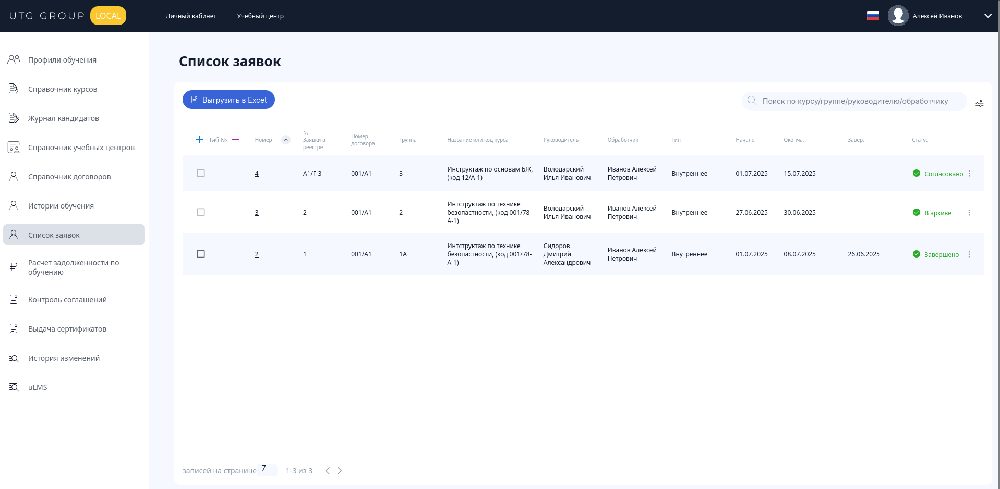 UTG GROUP LOCAL
Личный кабинет
Учебный центр
Алексей Иванов
Профили обучения
Справочник курсов
Журнал кандидатов
Справочник учебных центров
Справочник договоров
Истории обучения
Список заявок
Расчет задолженности по
обучению
Контроль соглашений
Выдача сертификатов
История изменений
uLMS
Список заявок
Выгрузить в Excel
Поиск по курсу/группе/руководителю/обработчику
Таб №
Номер
№
Заявки в
реестре
Номер
договора
Группа
Название или код курса
Руководитель
Обработчик
Тип
Начало
Оконча.
Завер.
Статус
4
А1/Г-3
001/А1
3
Инструктаж по основам БЖ,
(код 12/А-1)
Володарский
Илья Иванович
Иванов Алексей
Петрович
Внутреннее
01.07.2025
15.07.2025
Согласовано
3
2
001/А1
2
Интструктаж по технике
безопастности, (код 001/78-
А-1)
Володарский
Илья Иванович
Иванов Алексей
Петрович
Внутреннее
27.06.2025
30.06.2025
В архиве
2
1
001/А1
1А
Интструктаж по технике
безопастности, (код 001/78-
А-1)
Сидоров
Дмитрий
Александрович
Иванов Алексей
Петрович
Внутреннее
01.07.2025
08.07.2025
26.06.2025
Завершено
записей на странице
7
1-3 из 3